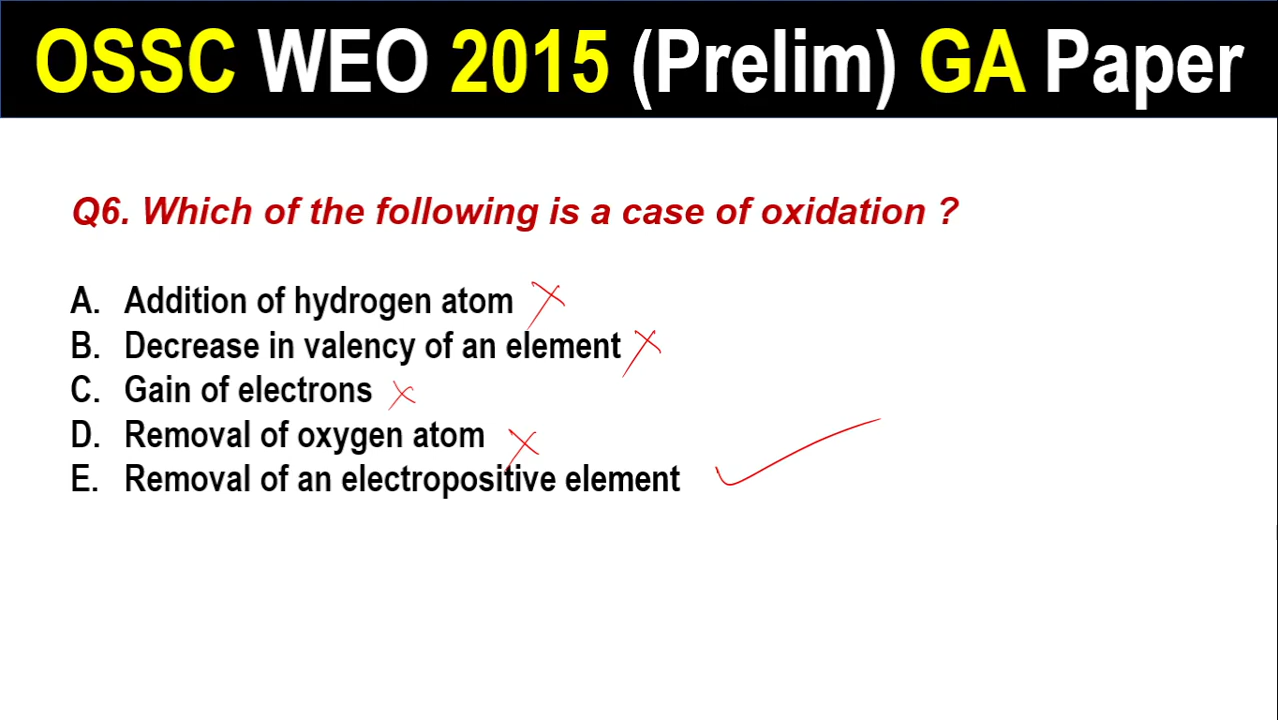 OSSC WEO 2015 (Prelim) GA Paper
Q6. Which of the following is a case of oxidation ?
A. Addition of hydrogen atom
B. Decrease in valency of an element
C. Gain of electrons
D. Removal of oxygen atom
E. Removal of an electropositive element